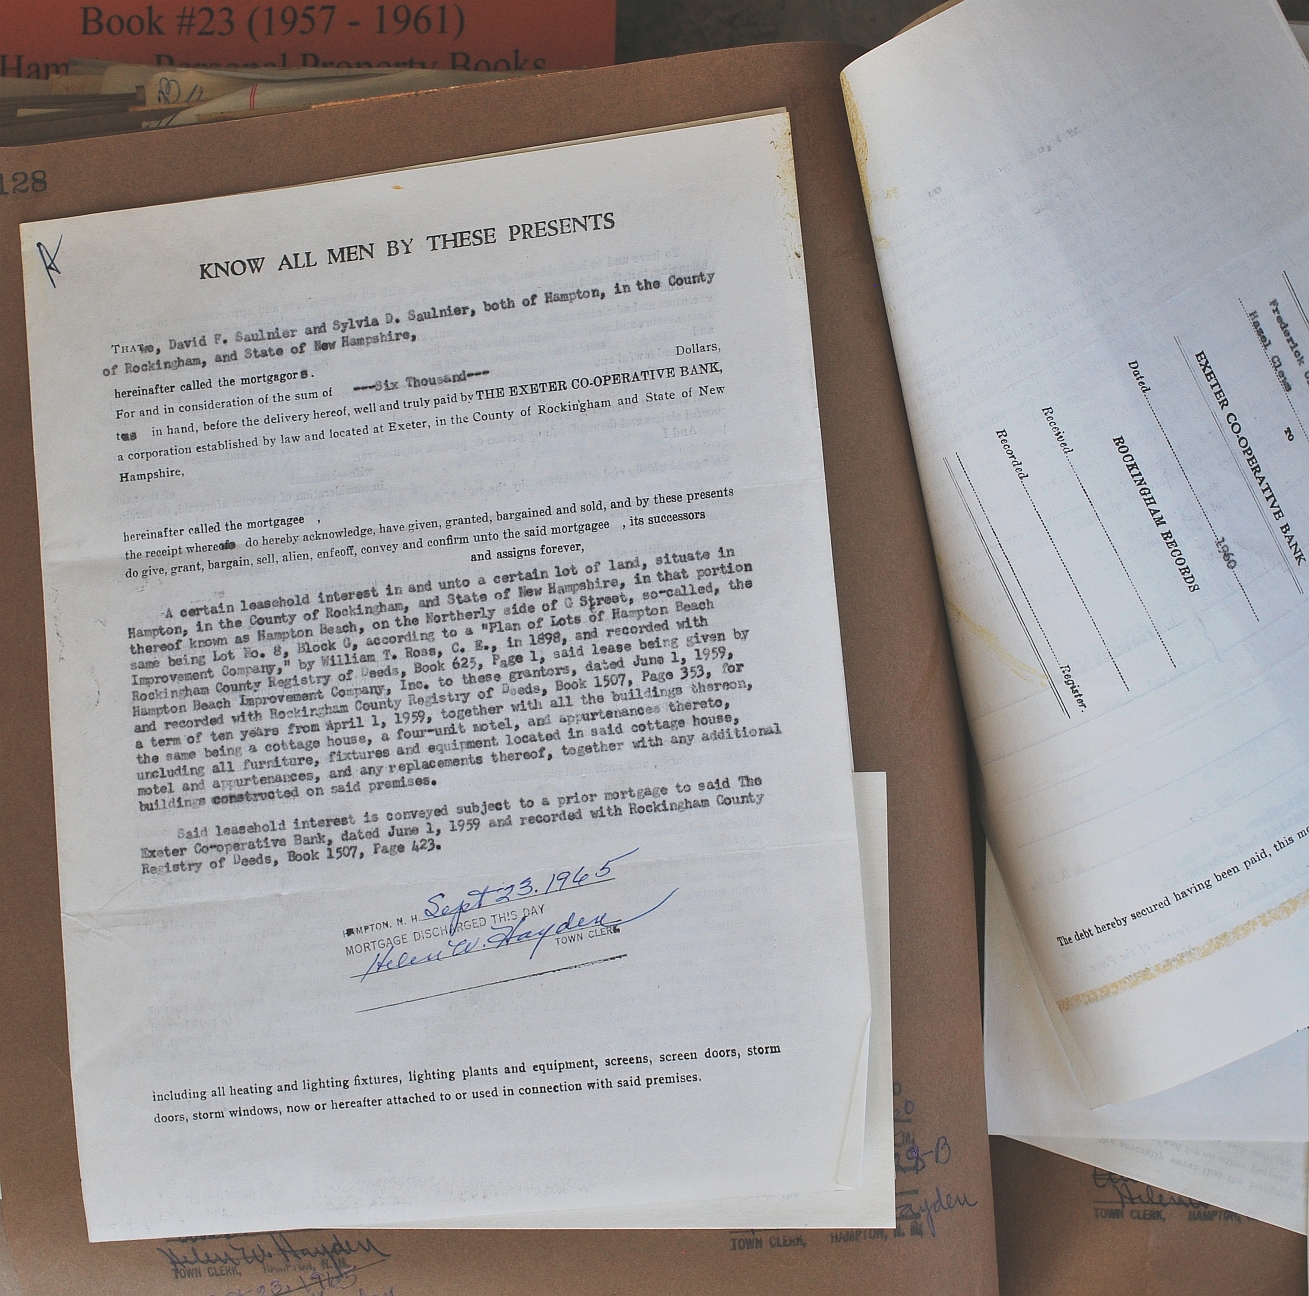 Book #23 (1957 - 1961)
Personal Property Books
128
KNOW ALL MEN BY THESE PRESENTS
THAT We, David F. Saulnier and Sylvia D. Saulnier, both of Hampton, in the County
of Rockingham, and State of New Hampshire,
hereinafter called the mortgagors.
For and in consideration of the sum of ---Six Thousand--- Dollars,
to us in hand, before the delivery hereof, well and truly paid by THE EXETER CO-OPERATIVE BANK,
a corporation established by law and located at Exeter, in the County of Rockingham and State of New
Hampshire,
hereinafter called the mortgagee ,
the receipt whereof do hereby acknowledge, have given, granted, bargained and sold, and by these presents
do give, grant, bargain, sell, alien, enfeoff, convey and confirm unto the said mortgagee , its successors
and assigns forever,
A certain leasehold interest in and unto a certain lot of land, situate in
Hampton, in the County of Rockingham, and State of New Hampshire, in that portion
thereof known as Hampton Beach, on the Northerly side of G Street, so-called, the
same being Lot No. 8, Block G, according to a "Plan of Lots of Hampton Beach
Improvement Company," by William T. Ross, C. E., in 1898, and recorded with
Rockingham County Registry of Deeds, Book 625, Page 1, said lease being given by
Hampton Beach Improvement Company, Inc. to these grantors, dated June 1, 1959,
and recorded with Rockingham County Registry of Deeds, Book 1507, Page 353, for
a term of ten years from April 1, 1959, together with all the buildings thereon,
the same being a cottage house, a four-unit motel, and appurtenances thereto,
uncluding all furniture, fixtures and equipment located in said cottage house,
motel and appurtenances, and any replacements thereof, together with any additional
buildings constructed on said premises.
Said leasehold interest is conveyed subject to a prior mortgage to said The
Exeter Co-operative Bank, dated June 1, 1959 and recorded with Rockingham County
Registry of Deeds, Book 1507, Page 423.
HAMPTON, N. H. Sept 23. 1965
MORTGAGE DISCHARGED THIS DAY
Helen W. Hayden
TOWN CLERK
including all heating and lighting fixtures, lighting plants and equipment, screens, screen doors, storm
doors, storm windows, now or hereafter attached to or used in connection with said premises.
Helen W. Hayden
TOWN CLERK, HAMPTON, N. H.
23, 1965
Hayden
TOWN CLERK, HAMPTON, N. H.
Frederick
Hazel Clews
TO
EXETER CO-OPERATIVE BANK
Dated 1960
ROCKINGHAM RECORDS
Received
Recorded
Register.
The debt hereby secured having been paid, this
Helen
TOWN CLERK, HAMPTON,